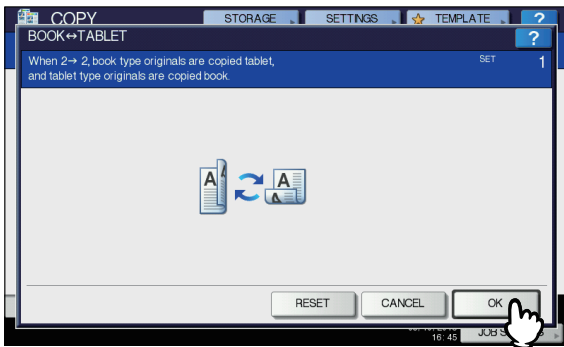 COPY STORAGE SETTINGS TEMPLATE ?
BOOK↔TABLET ?
When 2→ 2, book type originals are copied tablet,
and tablet type originals are copied book.
SET 1
A A
A A
RESET CANCEL OK
16: 45 JOB S